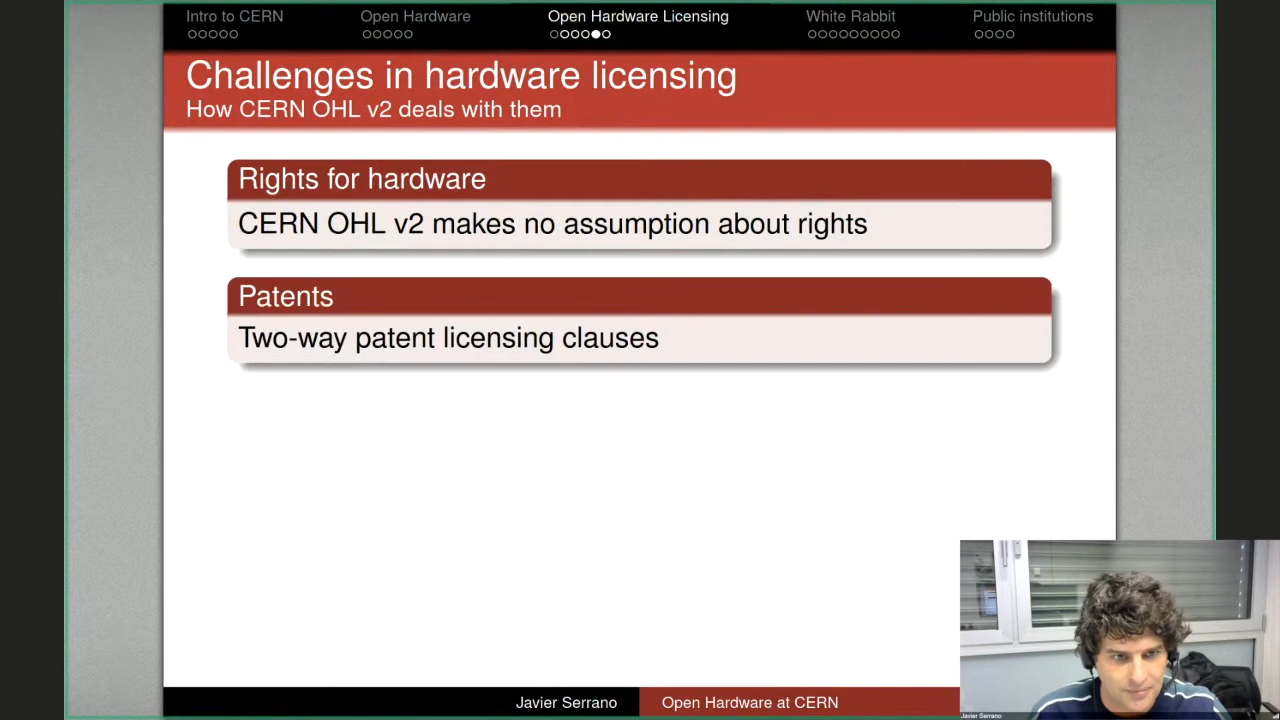 Intro to CERN
Open Hardware
Open Hardware Licensing
White Rabbit
Public institutions
Challenges in hardware licensing
How CERN OHL v2 deals with them
Rights for hardware
CERN OHL v2 makes no assumption about rights
Patents
Two-way patent licensing clauses
Javier Serrano
Open Hardware at CERN
Javier Serrano